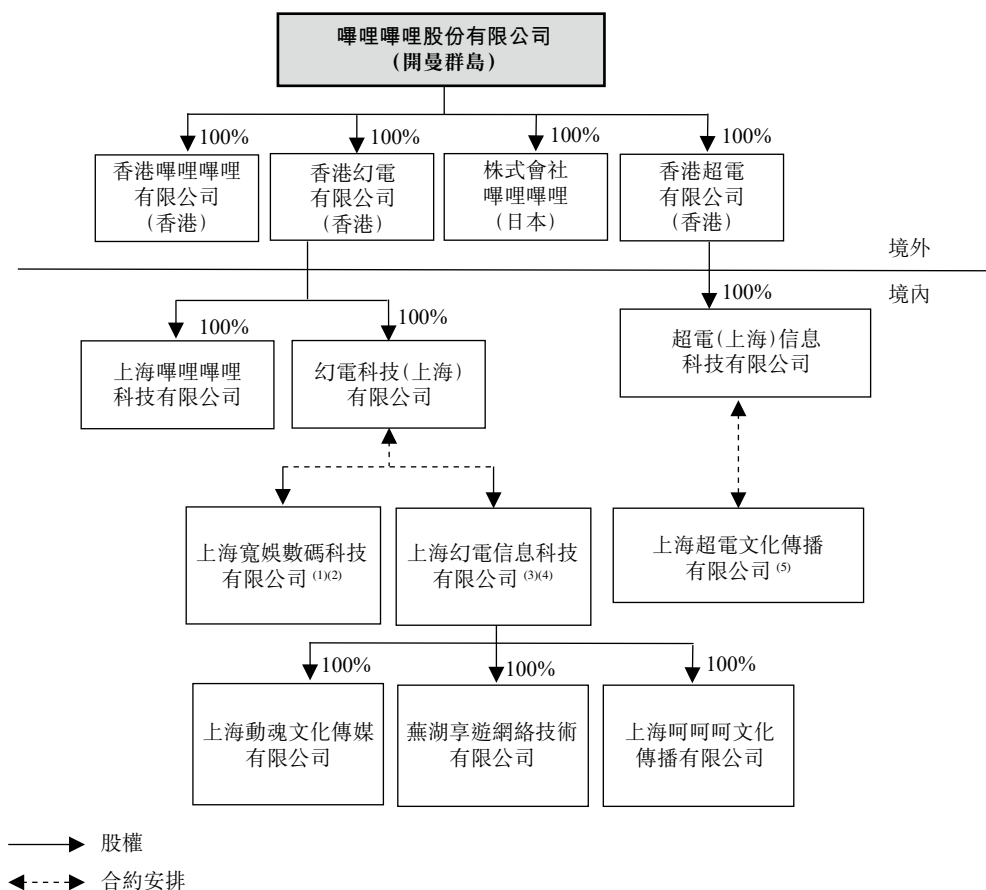 嗶哩嗶哩股份有限公司
(開曼群島)
100%
100%
100%
100%
香港嗶哩嗶哩
有限公司
(香港)
香港幻電
有限公司
(香港)
株式會社
嗶哩嗶哩
(日本)
香港超電
有限公司
(香港)
境外
境內
100%
100%
100%
上海嗶哩嗶哩
科技有限公司
幻電科技(上海)
有限公司
超電(上海)信息
科技有限公司
上海寬娛數碼科技
有限公司 (1)(2)
上海幻電信息科技
有限公司 (3)(4)
上海超電文化傳播
有限公司 (5)
100%
100%
100%
上海動魂文化傳媒
有限公司
蕪湖享遊網絡技術
有限公司
上海呵呵呵文化
傳播有限公司
股權
合約安排